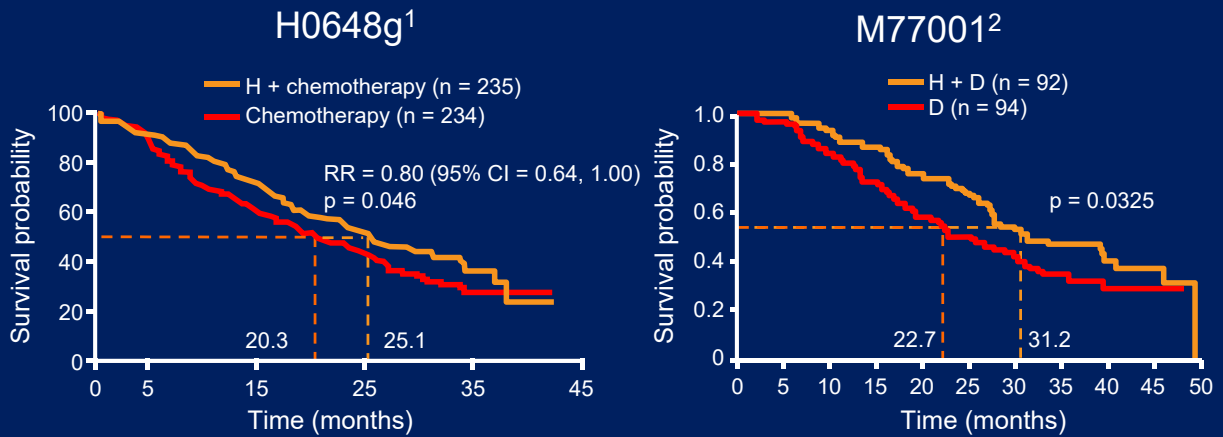 H0648g1
H + chemotherapy (n = 235)
Chemotherapy (n = 234)
RR = 0.80 (95% CI = 0.64, 1.00)
p = 0.046
Survival probability
100
80
60
40
20
0
20.3
25.1
0 5 15 25 35 45
Time (months)
M770012
H + D (n = 92)
D (n = 94)
p = 0.0325
Survival probability
1.0
0.8
0.6
0.4
0.2
0
22.7
31.2
0 5 10 15 20 25 30 35 40 45 50
Time (months)